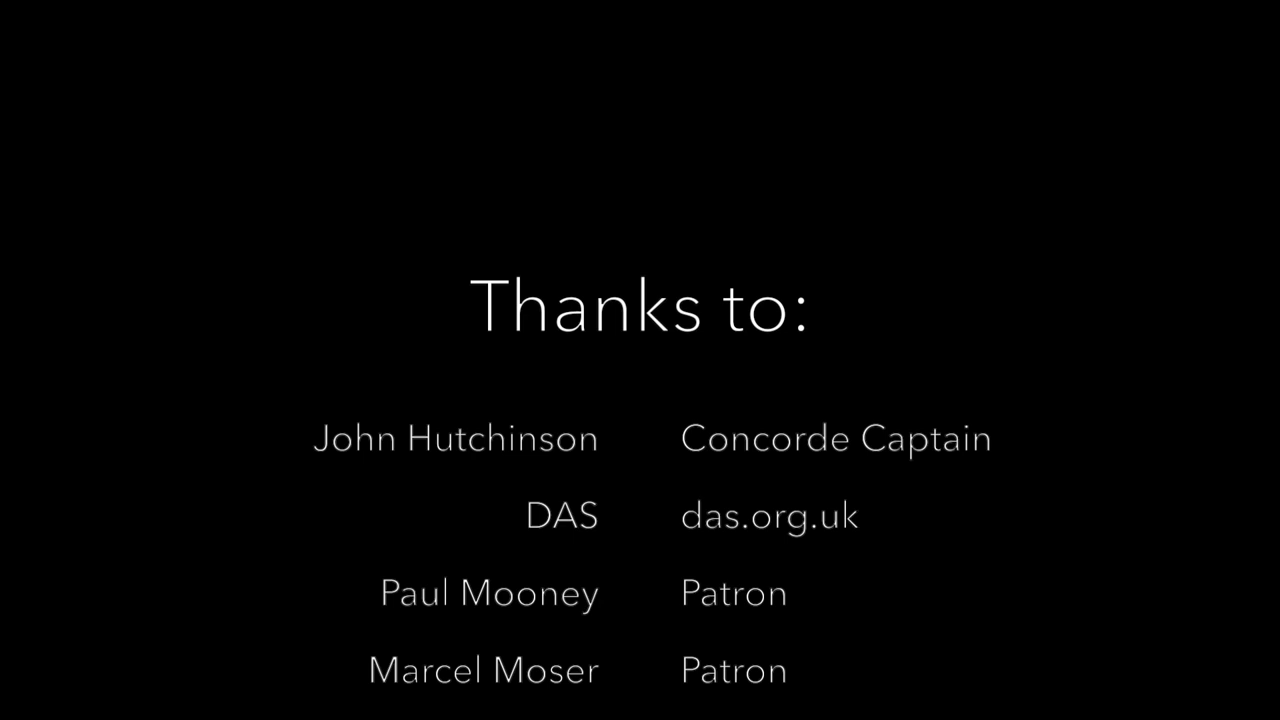 Thanks to:
John Hutchinson Concorde Captain
DAS das.org.uk
Paul Mooney Patron
Marcel Moser Patron